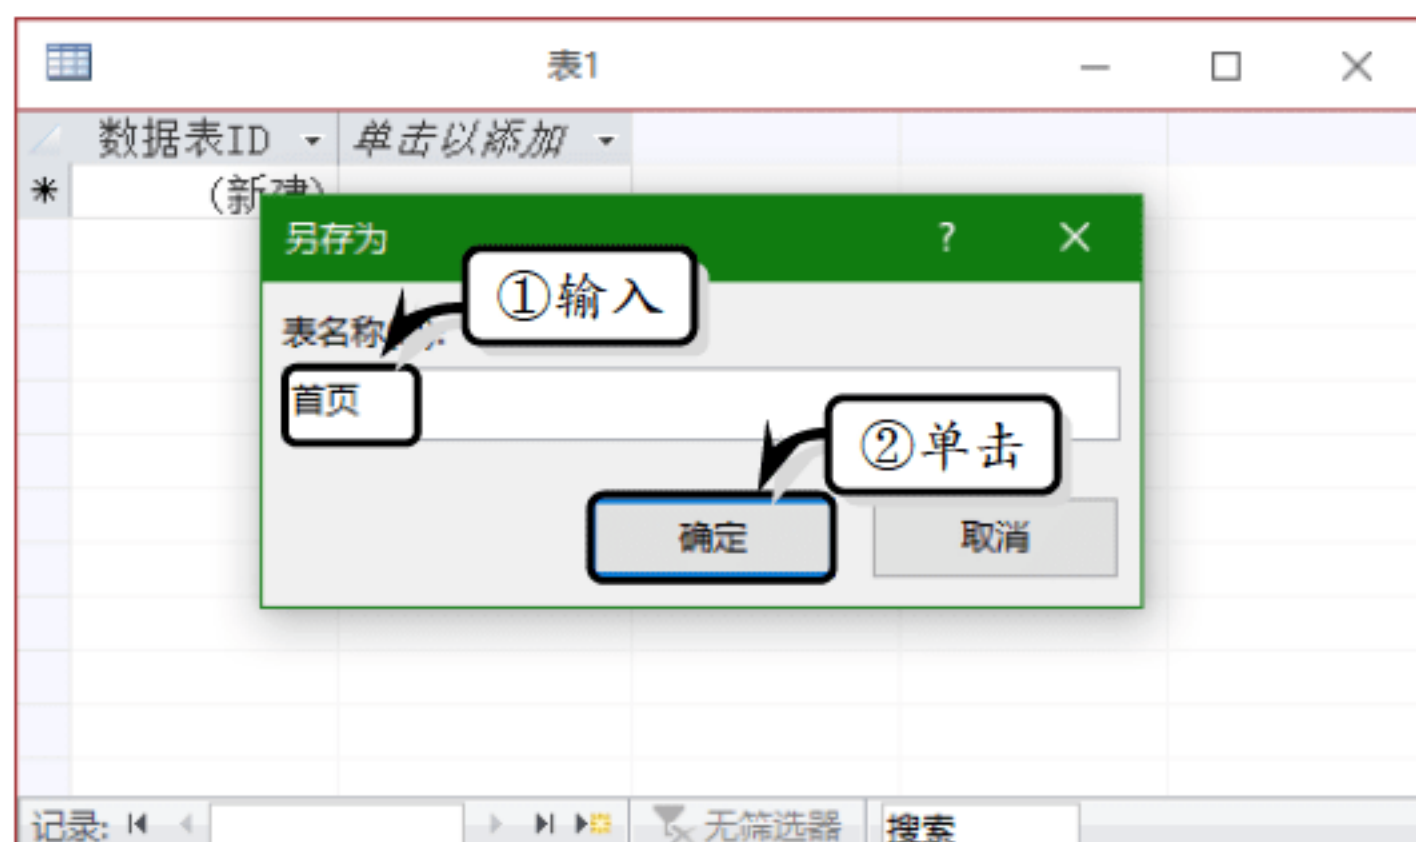 表1
数据表ID 单击以添加
(新建)
另存为 ?
①输入
表名称
首页
②单击
确定 取消
记录: 无筛选器 搜索